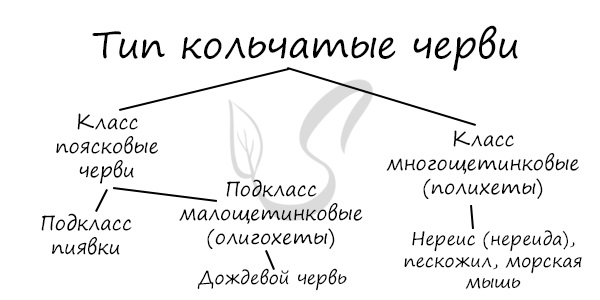 Тип кольчатые черви
Класс
поясковые
черви
Подкласс
пиявки
Подкласс
малощетинковые
(олигохеты)
Дождевой червь
Класс
многощетинковые
(полихеты)
Нереис (нереида),
пескожил, морская
мышь